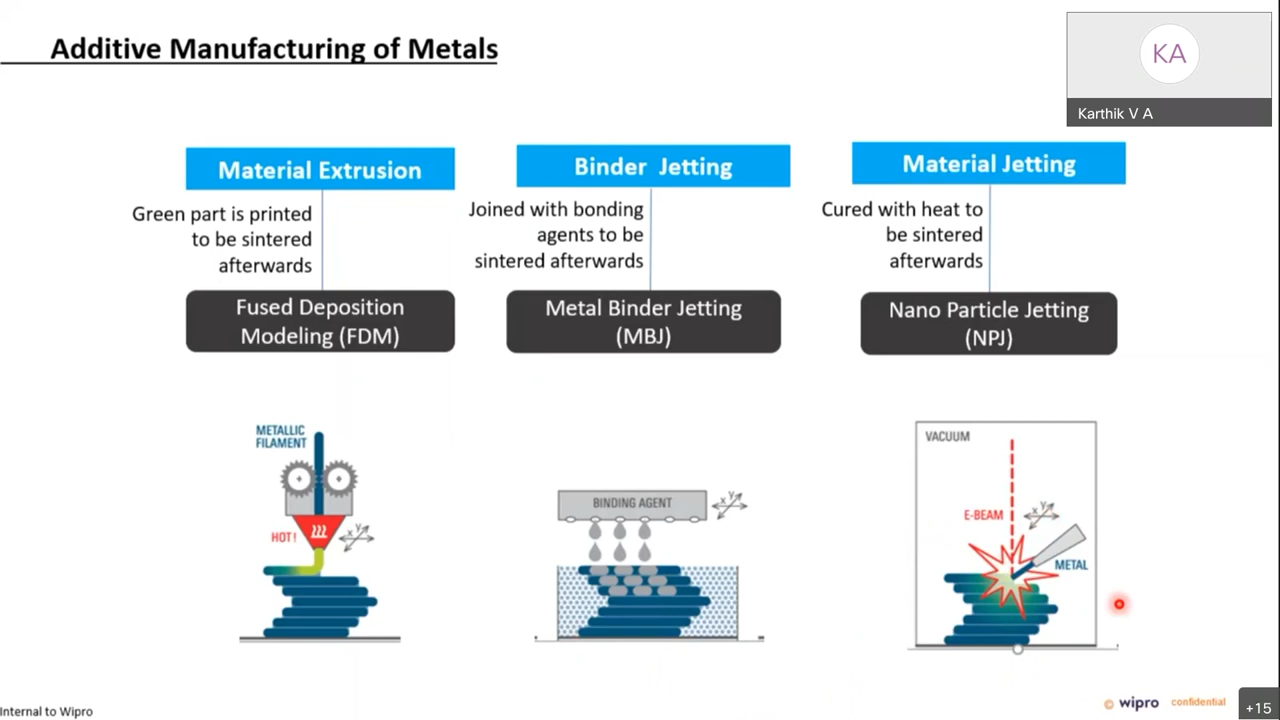 Additive Manufacturing of Metals
KA
Karthik V A
Material Extrusion
Green part is printed
to be sintered
afterwards
Fused Deposition
Modeling (FDM)
Binder Jetting
Joined with bonding
agents to be
sintered afterwards
Metal Binder Jetting
(MBJ)
Material Jetting
Cured with heat to
be sintered
afterwards
Nano Particle Jetting
(NPJ)
METALLIC
FILAMENT
HOT!
X Y
BINDING AGENT
X Y
VACUUM
E-BEAM
X Y
METAL
Internal to Wipro
© wipro confidential
+15